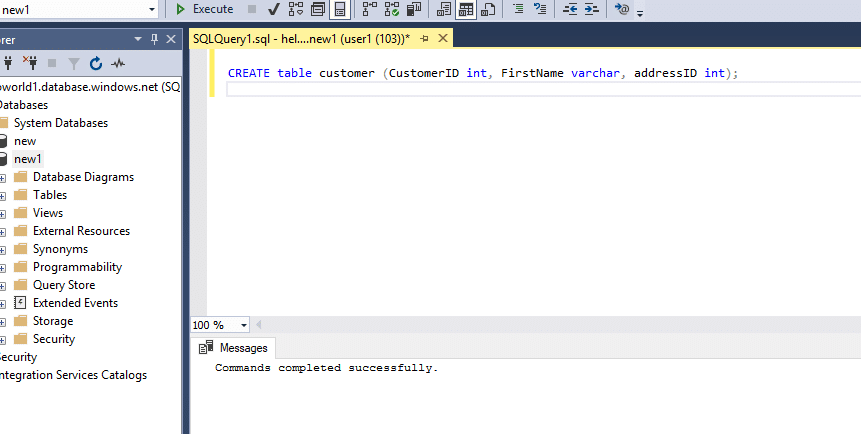 new1
Execute
SQLQuery1.sql - hel....new1 (user1 (103))*
CREATE table customer (CustomerID int, FirstName varchar, addressID int);
orer
oworld1.database.windows.net (SQ
Databases
System Databases
new
new1
Database Diagrams
Tables
Views
External Resources
Synonyms
Programmability
Query Store
Extended Events
Storage
Security
Security
ntegration Services Catalogs
100 %
Messages
Commands completed successfully.